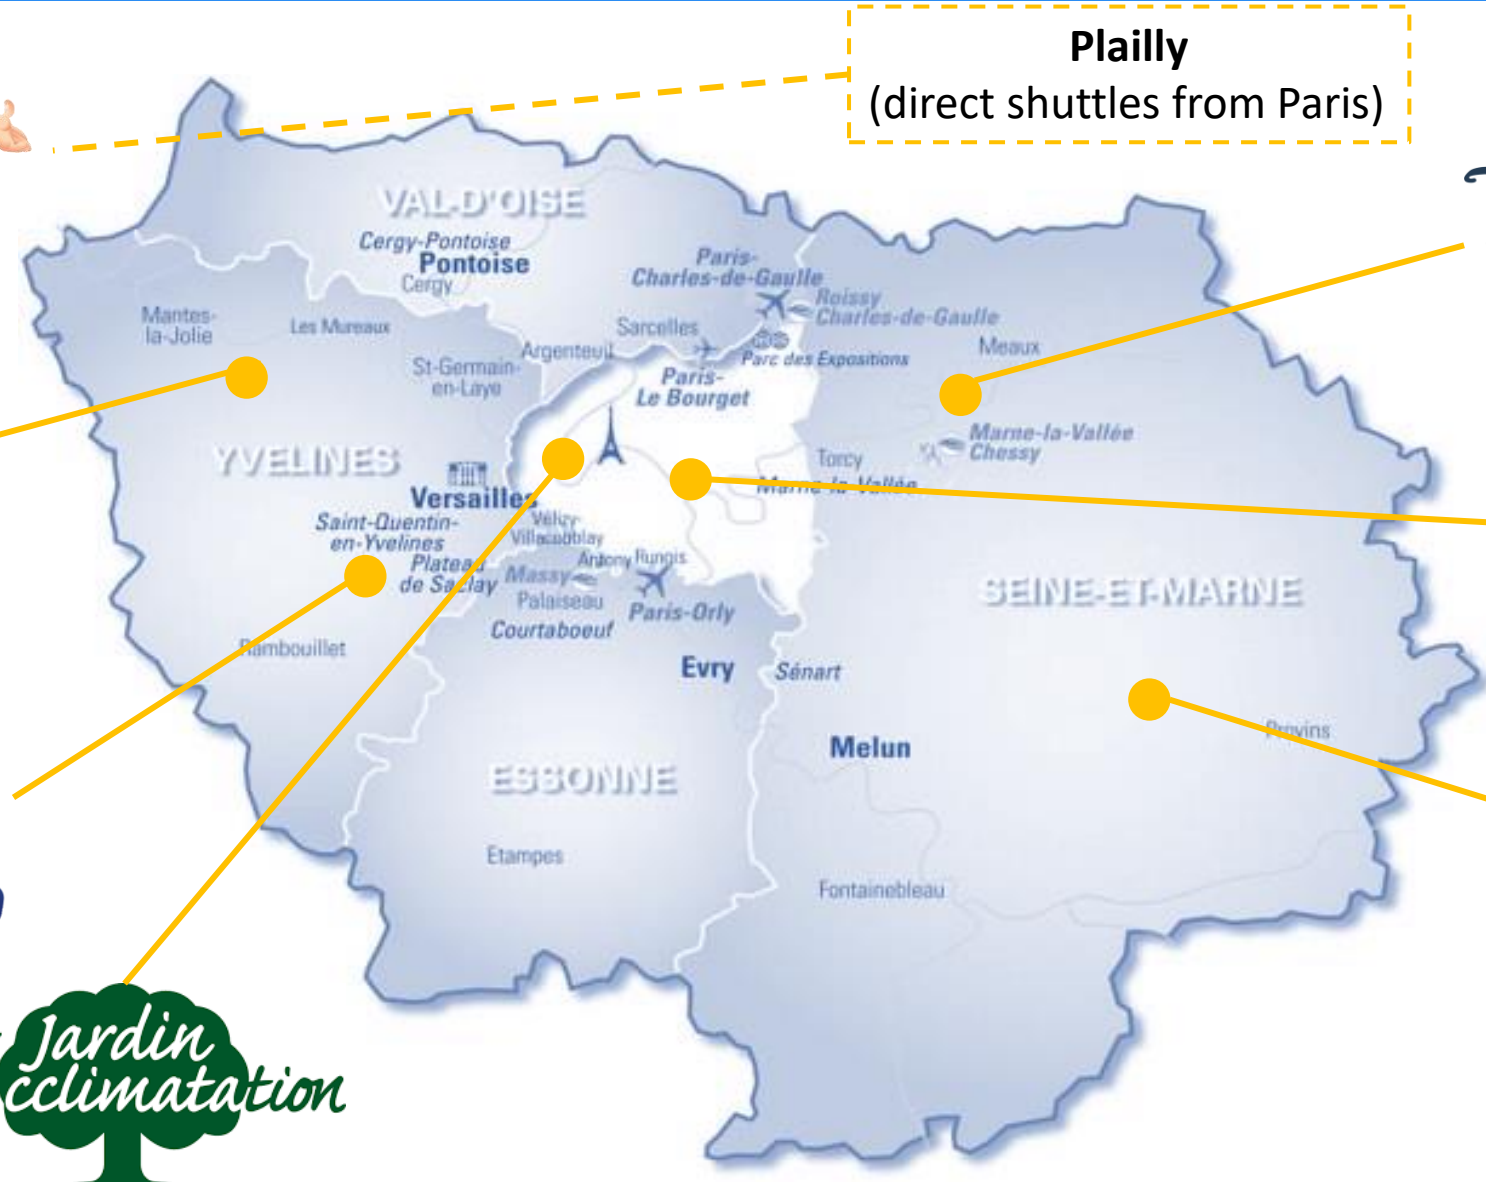 Plailly
(direct shuttles from Paris)
VAL-D'OISE
Cergy-Pontoise
Pontoise
Cergy
Paris-
Charles-de-Gaulle
Roissy
Charles-de-Gaulle
Mantes-
la-Jolie
Les Mureaux
Sarcelles
Argenteuil
Parc des Expositions
Meaux
St-Germain-
en-Laye
Paris-
Le Bourget
Marne-la-Vallée
Chessy
YVELINES
Torcy
Marne-la-Vallée
Versailles
Saint-Quentin-
en-Yvelines
Vélizy-
Villacoublay
Plateau
de Saclay
Antony
Rungis
Massy
Palaiseau
Paris-Orly
Courtaboeuf
SEINE-ET-MARNE
Rambouillet
Evry
Sénart
Provins
Melun
ESSONNE
Etampes
Fontainebleau
Jardin
cclimatation